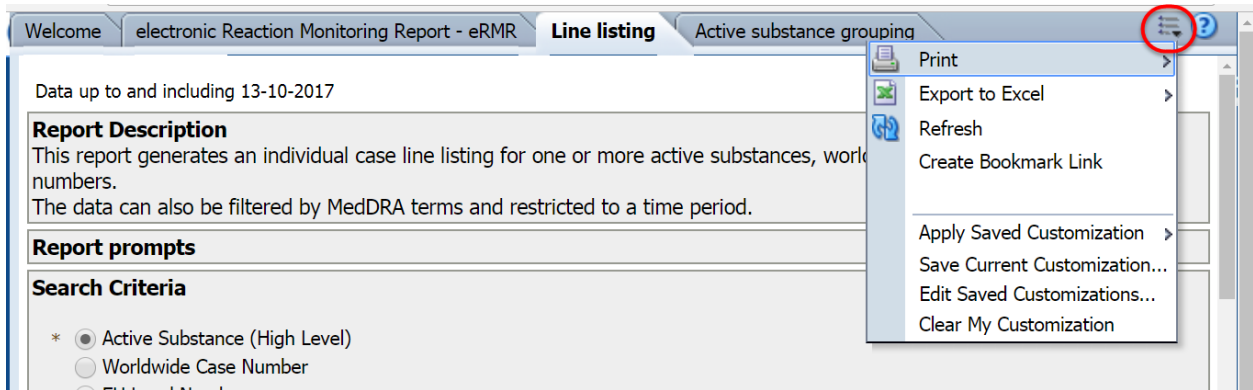 Welcome
electronic Reaction Monitoring Report - eRMR
Line listing
Active substance grouping
?
Print
Export to Excel
Refresh
Create Bookmark Link
Apply Saved Customization
Save Current Customization...
Edit Saved Customizations...
Clear My Customization
Data up to and including 13-10-2017
Report Description
This report generates an individual case line listing for one or more active substances,
numbers.
The data can also be filtered by MedDRA terms and restricted to a time period.
Report prompts
Search Criteria
* Active Substance (High Level)
Worldwide Case Number